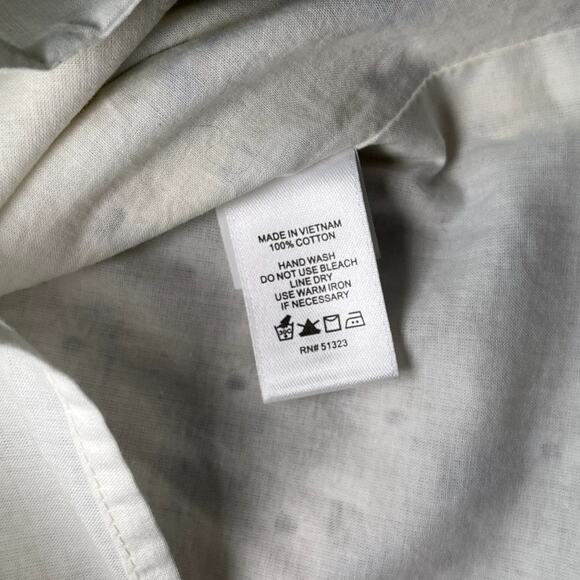 MADE IN VIETNAM
100% COTTON
HAND WASH
DO NOT USE BLEACH
LINE DRY
USE WARM IRON
IF NECESSARY
30C
RN# 51323